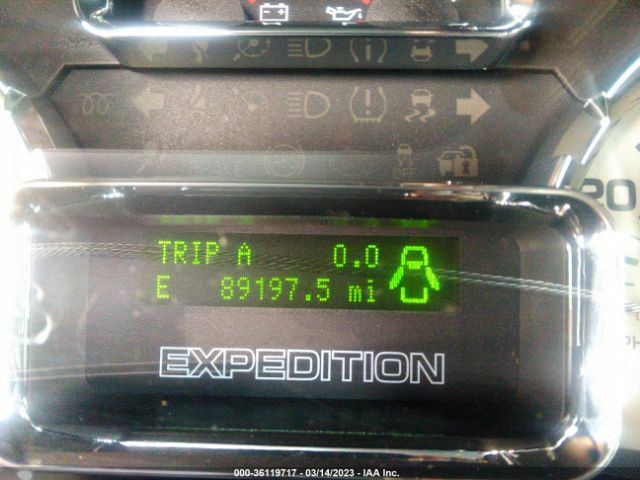 TRIP A 0.0
E 89197.5 mi
EXPEDITION
000-36119717 - 03/14/2023 - IAA Inc.